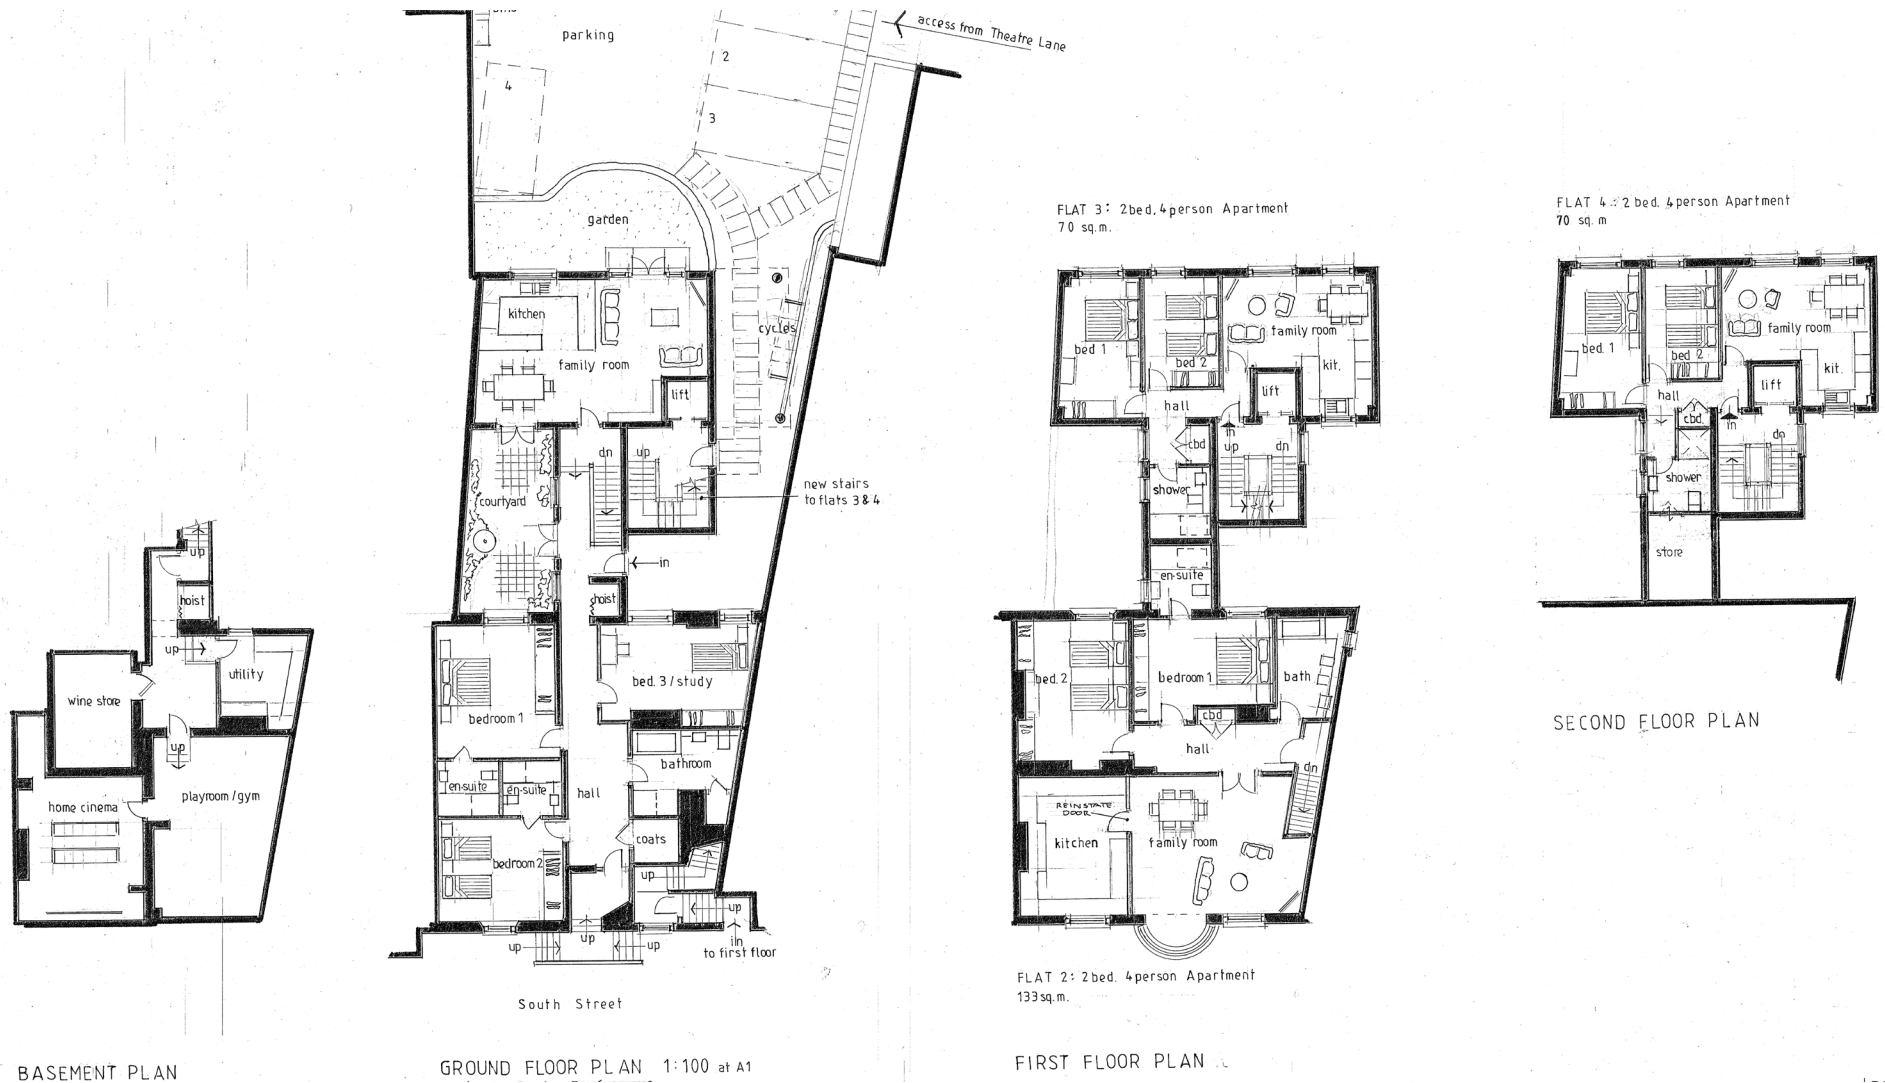 up
hoist
up
utility
wine store
up
playroom/gym
home cinema
BASEMENT PLAN
parking
access from Theatre Lane
2
4
3
garden
kitchen
cycles
family room
lift
dn
up
courtyard
new stairs
to flats 3 & 4
in
hoist
bed. 3/study
bedroom 1
bathroom
en-suite
en-suite
hall
coats
bedroom 2
up
up
up
up
up
in
to first floor
South Street
GROUND FLOOR PLAN 1:100 at A1
FLAT 3: 2bed. 4person Apartment
70 sq.m.
bed 1
bed 2
family room
kit.
lift
hall
in
up
dn
cbd
shower
en-suite
bed. 2
bedroom 1
bath
cbd
hall
dn
REINSTATE
DOOR
kitchen
family room
FLAT 2: 2bed. 4person Apartment
133sq.m.
FIRST FLOOR PLAN
FLAT 4: 2 bed. 4person Apartment
70 sq.m
bed. 1
bed 2
family room
kit.
lift
hall
cbd.
in
dn
shower
store
SECOND FLOOR PLAN